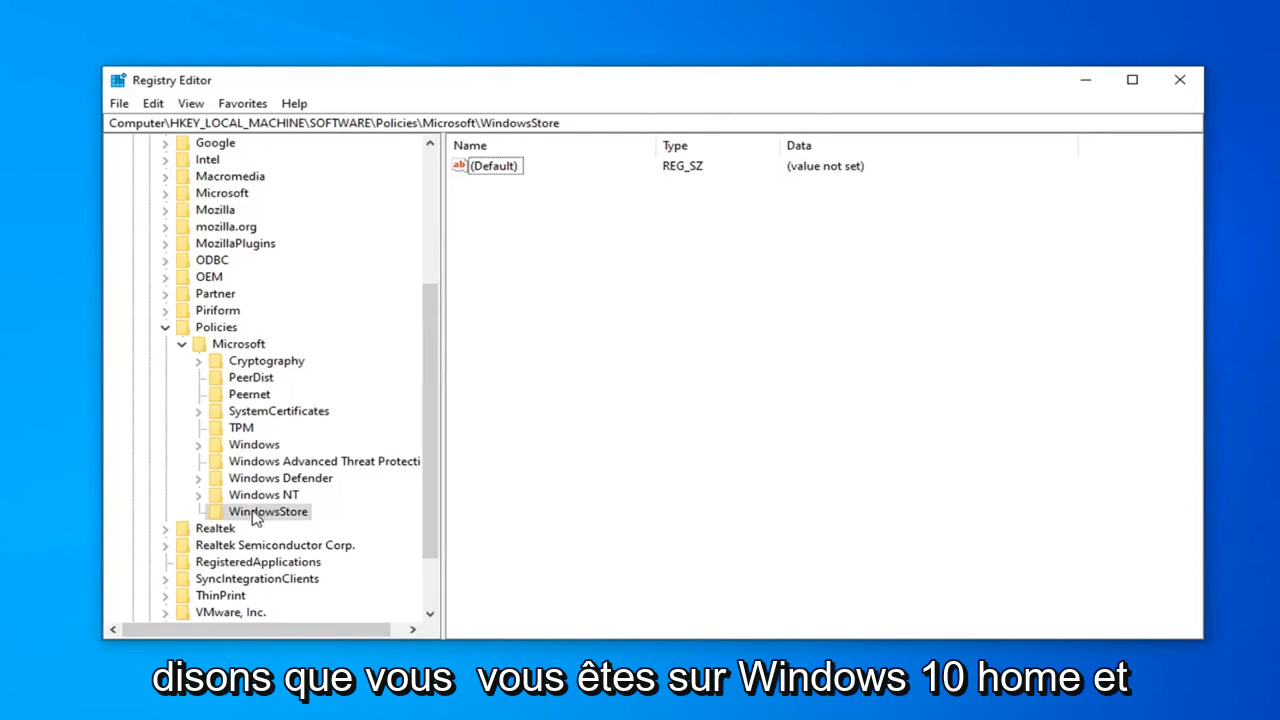 Registry Editor
File Edit View Favorites Help
Computer\HKEY_LOCAL_MACHINE\SOFTWARE\Policies\Microsoft\WindowsStore
Google
Intel
Macromedia
Microsoft
Mozilla
mozilla.org
MozillaPlugins
ODBC
OEM
Partner
Piriform
Policies
Microsoft
Cryptography
PeerDist
Peernet
SystemCertificates
TPM
Windows
Windows Advanced Threat Protecti
Windows Defender
Windows NT
WindowsStore
Realtek
Realtek Semiconductor Corp.
RegisteredApplications
SyncIntegrationClients
ThinPrint
VMware, Inc.
Name Type Data
ab (Default) REG_SZ (value not set)
disons que vous vous êtes sur Windows 10 home et